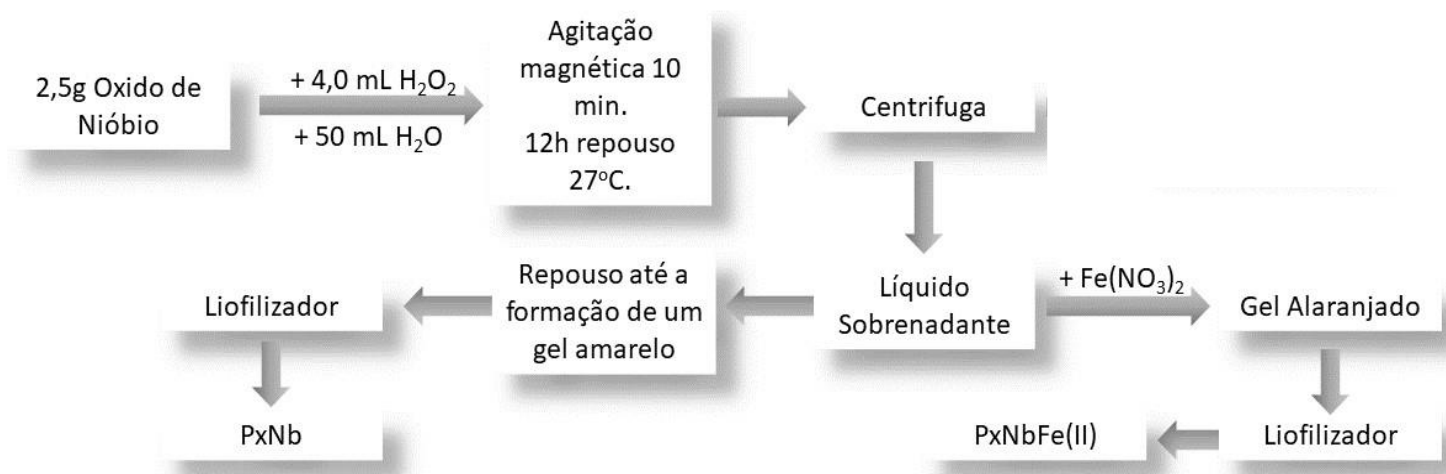 2,5g Oxido de
Nióbio
+ 4,0 mL H₂O₂
+ 50 mL H₂O
Agitação
magnética 10
min.
12h repouso
27ºC.
Centrifuga
Líquido
Sobrenadante
+ Fe(NO₃)₂
Gel Alaranjado
Liofilizador
PxNbFe(II)
Repouso até a
formação de um
gel amarelo
Liofilizador
PxNb